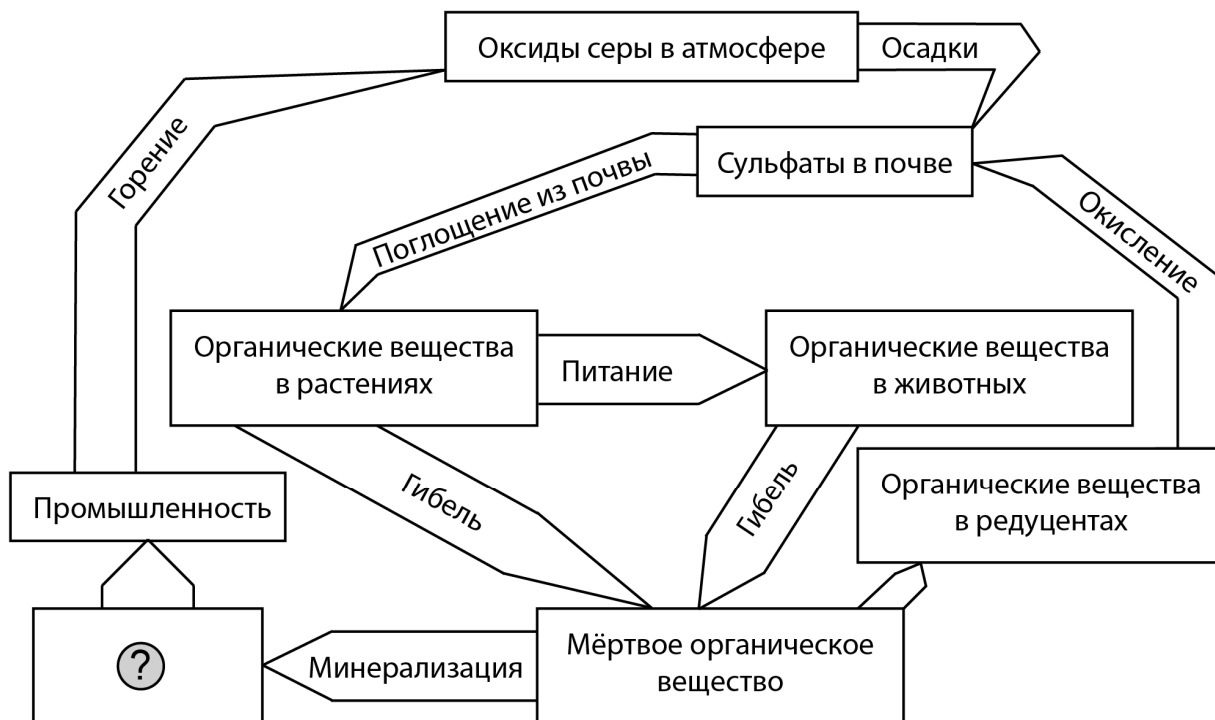 Оксиды серы в атмосфере
Осадки
Горение
Сульфаты в почве
Поглощение из почвы
Окисление
Органические вещества
в растениях
Питание
Органические вещества
в животных
Промышленность
Гибель
Гибель
Органические вещества
в редуцентах
?
Минерализация
Мёртвое органическое
вещество